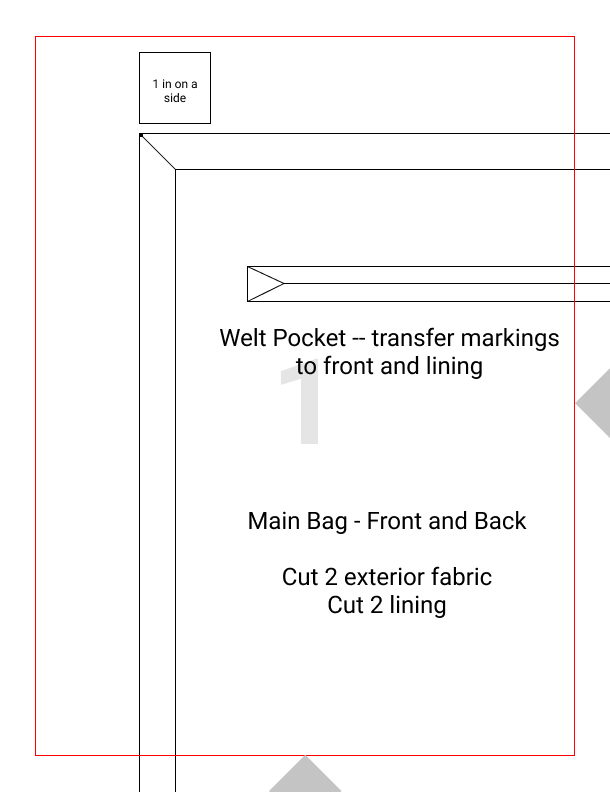 1 in on a
side
Welt Pocket -- transfer markings
to front and lining
1
Main Bag - Front and Back
Cut 2 exterior fabric
Cut 2 lining